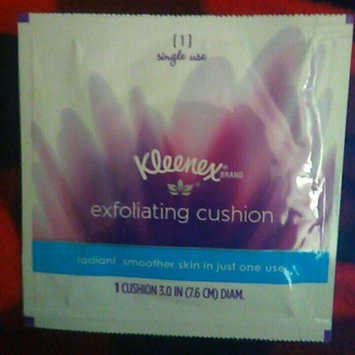 [1]
single use
Kleenex®
BRAND
®
exfoliating cushion
radiant, smoother skin in just one use
1 CUSHION 3.0 IN (7.6 CM) DIAM.